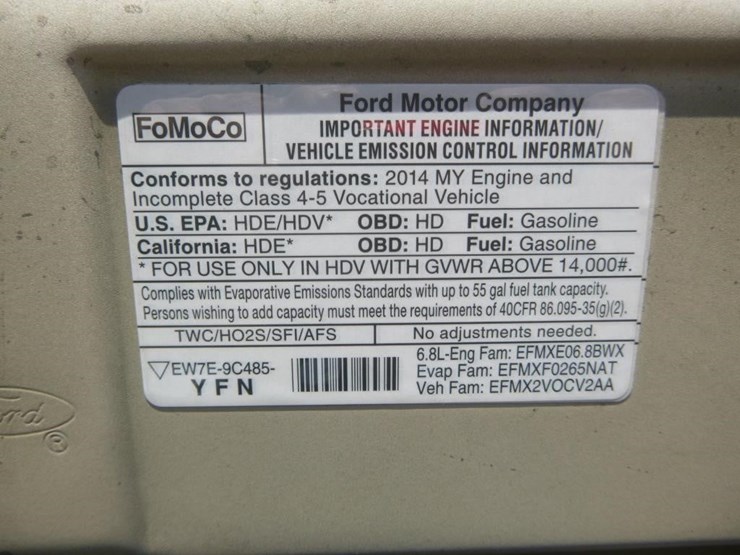 FoMoCo
Ford Motor Company
IMPORTANT ENGINE INFORMATION/
VEHICLE EMISSION CONTROL INFORMATION
Conforms to regulations: 2014 MY Engine and
Incomplete Class 4-5 Vocational Vehicle
U.S. EPA: HDE/HDV* OBD: HD Fuel: Gasoline
California: HDE* OBD: HD Fuel: Gasoline
* FOR USE ONLY IN HDV WITH GVWR ABOVE 14,000#.
Complies with Evaporative Emissions Standards with up to 55 gal fuel tank capacity.
Persons wishing to add capacity must meet the requirements of 40CFR 86.095-35(g)(2).
TWC/HO2S/SFI/AFS
No adjustments needed.
EW7E-9C485-
YFN
6.8L-Eng Fam: EFMXE06.8BWX
Evap Fam: EFMXF0265NAT
Veh Fam: EFMX2VOCV2AA